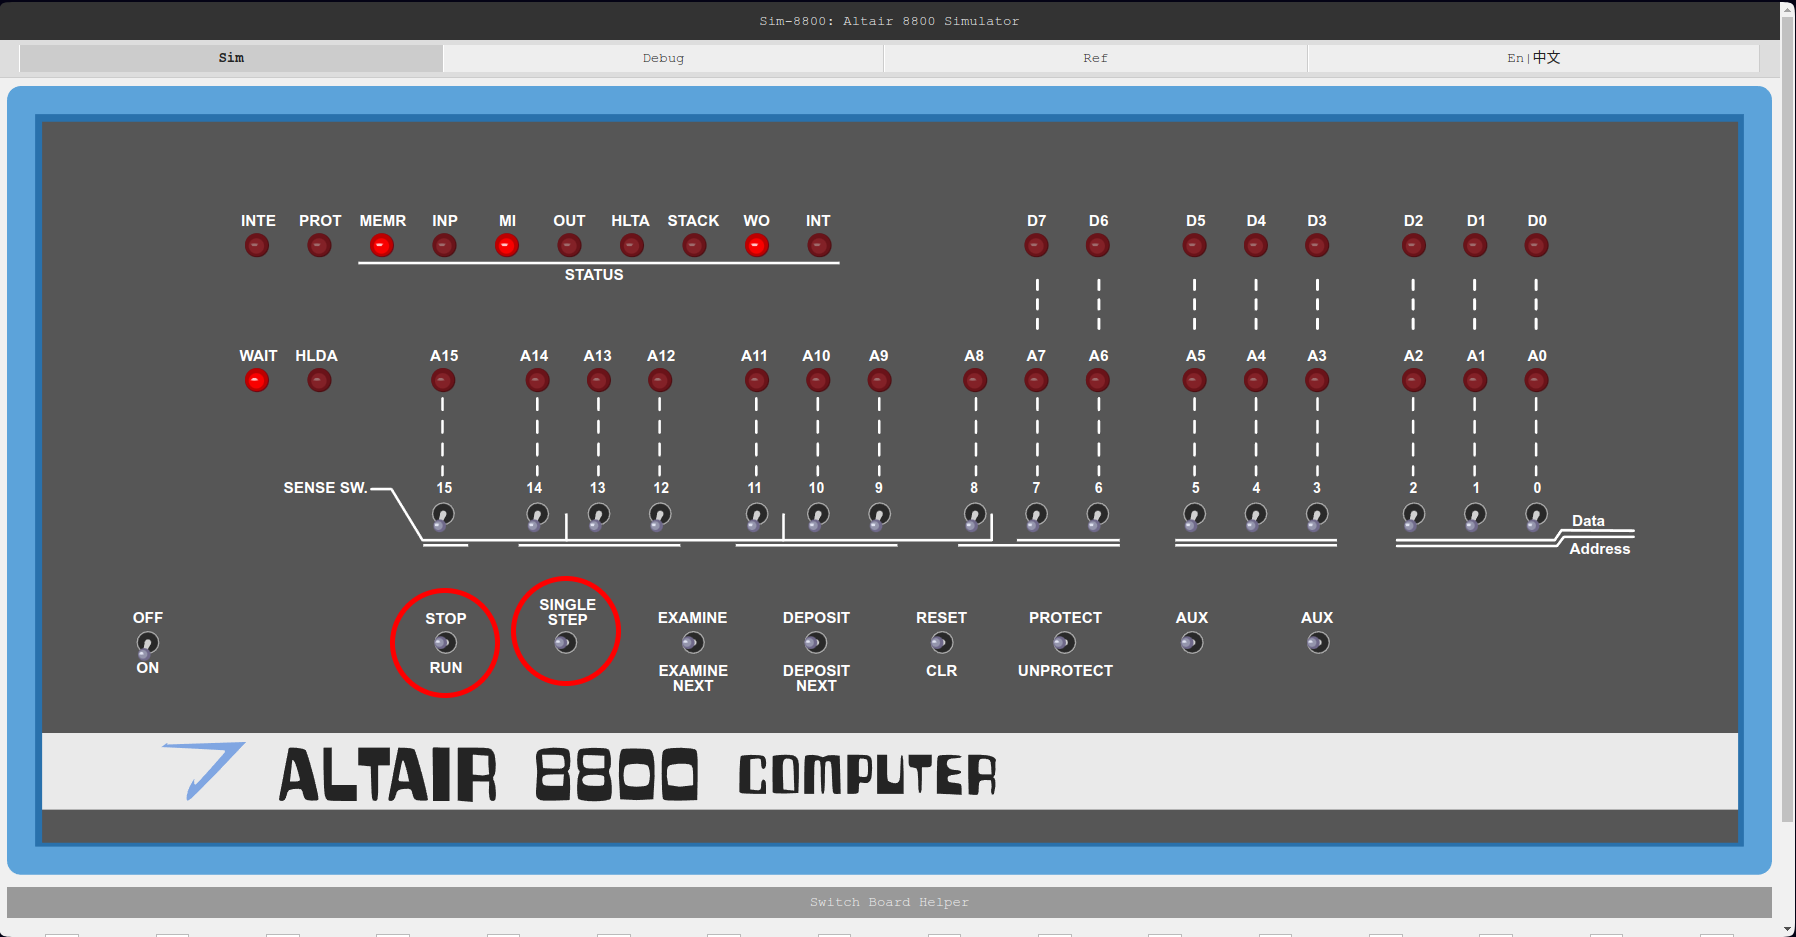 Sim-8800: Altair 8800 Simulator
Sim Debug Ref En|中文
INTE PROT MEMR INP MI OUT HLTA STACK WO INT D7 D6 D5 D4 D3 D2 D1 D0
STATUS
WAIT HLDA A15 A14 A13 A12 A11 A10 A9 A8 A7 A6 A5 A4 A3 A2 A1 A0
SENSE SW. 15 14 13 12 11 10 9 8 7 6 5 4 3 2 1 0
Data
Address
OFF
ON
STOP
RUN
SINGLE
STEP
EXAMINE
EXAMINE
NEXT
DEPOSIT
DEPOSIT
NEXT
RESET
CLR
PROTECT
UNPROTECT
AUX
AUX
ALTAIR 8800 COMPUTER
Switch Board Helper